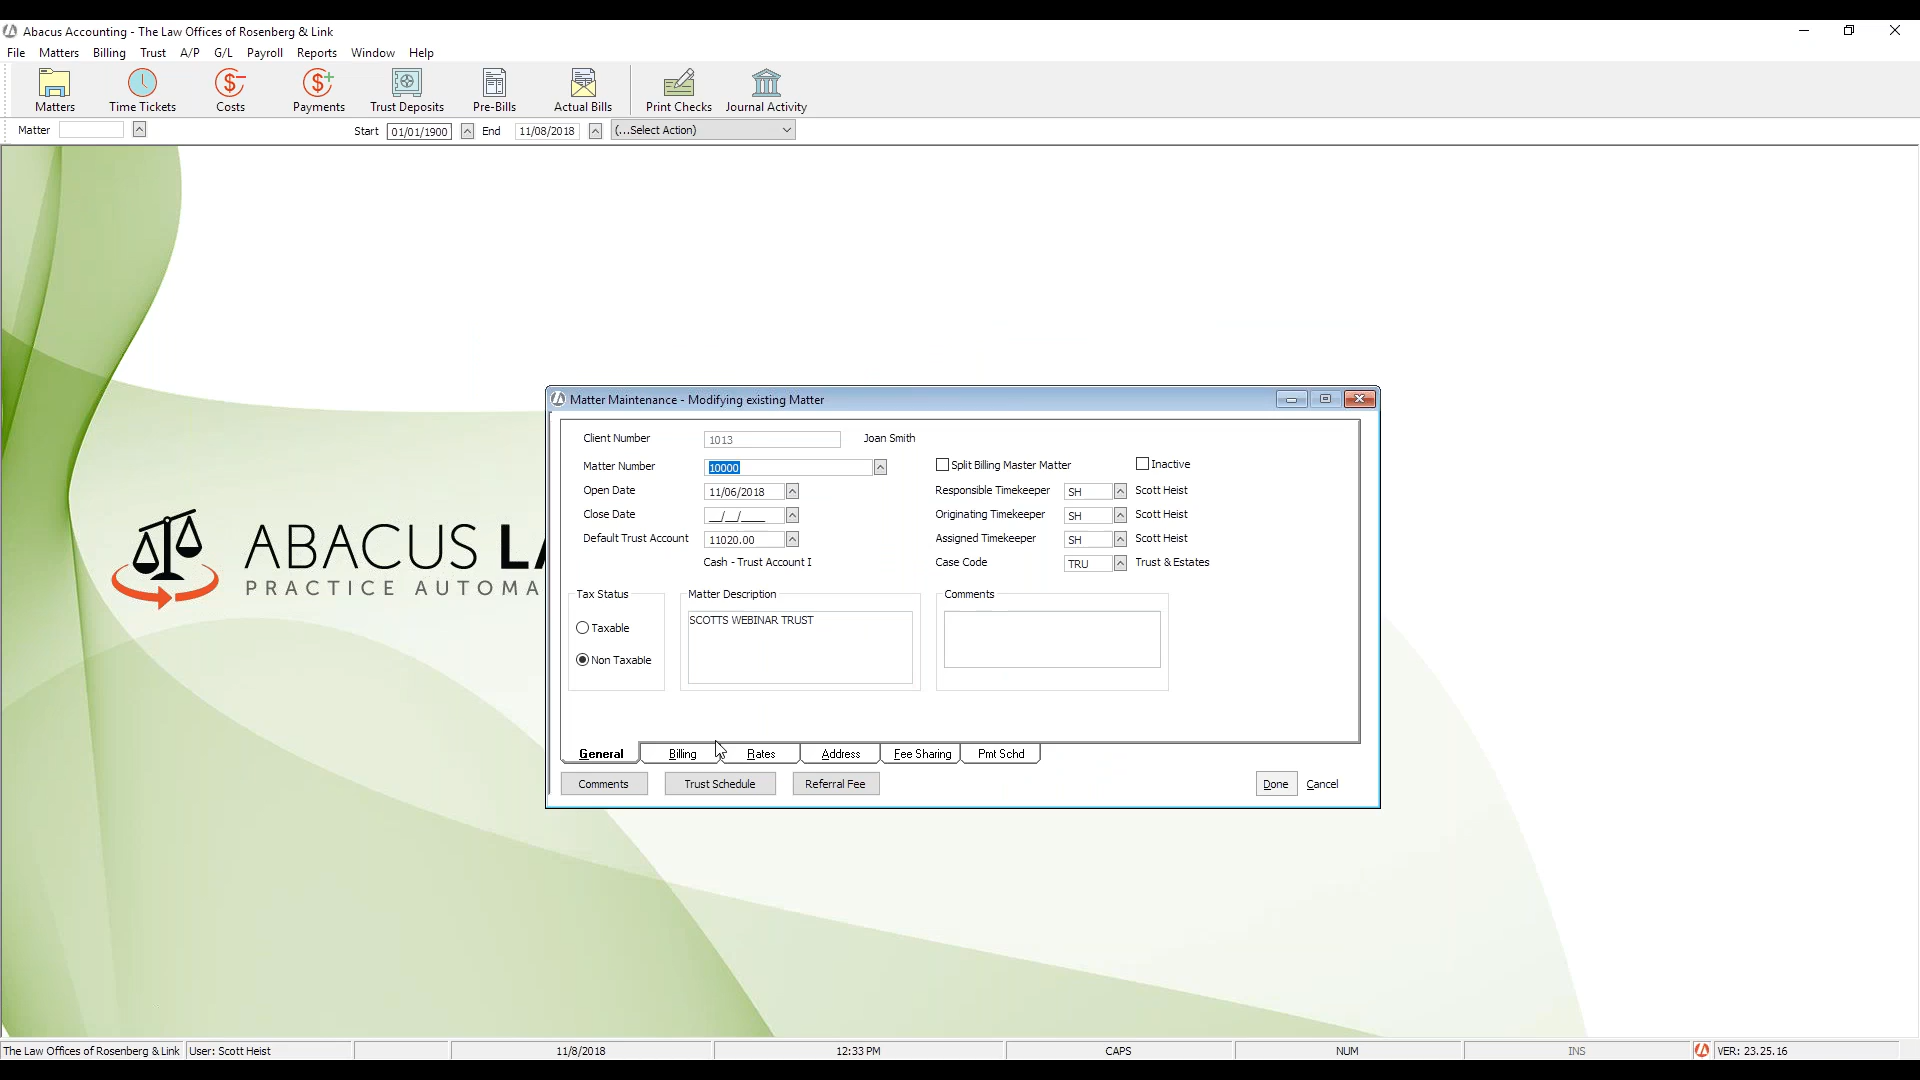 Abacus Accounting - The Law Offices of Rosenberg & Link
File Matters Billing Trust A/P G/L Payroll Reports Window Help
Matters Time Tickets Costs Payments Trust Deposits Pre-Bills Actual Bills Print Checks Journal Activity
Matter Start 01/01/1900 End 11/08/2018 (...Select Action)
Matter Maintenance - Modifying existing Matter
Client Number 1013 Joan Smith
Matter Number 10000 Split Billing Master Matter Inactive
Open Date 11/06/2018 Responsible Timekeeper SH Scott Heist
Close Date __/__/____ Originating Timekeeper SH Scott Heist
Default Trust Account 11020.00 Assigned Timekeeper SH Scott Heist
Cash - Trust Account I Case Code TRU Trust & Estates
Tax Status Matter Description Comments
Taxable SCOTTS WEBINAR TRUST
Non Taxable
General Billing Rates Address Fee Sharing Pmt Schd
Comments Trust Schedule Referral Fee Done Cancel
ABACUS L
PRACTICE AUTOMA
The Law Offices of Rosenberg & Link User: Scott Heist 11/8/2018 12:33 PM CAPS NUM INS VER: 23.25.16